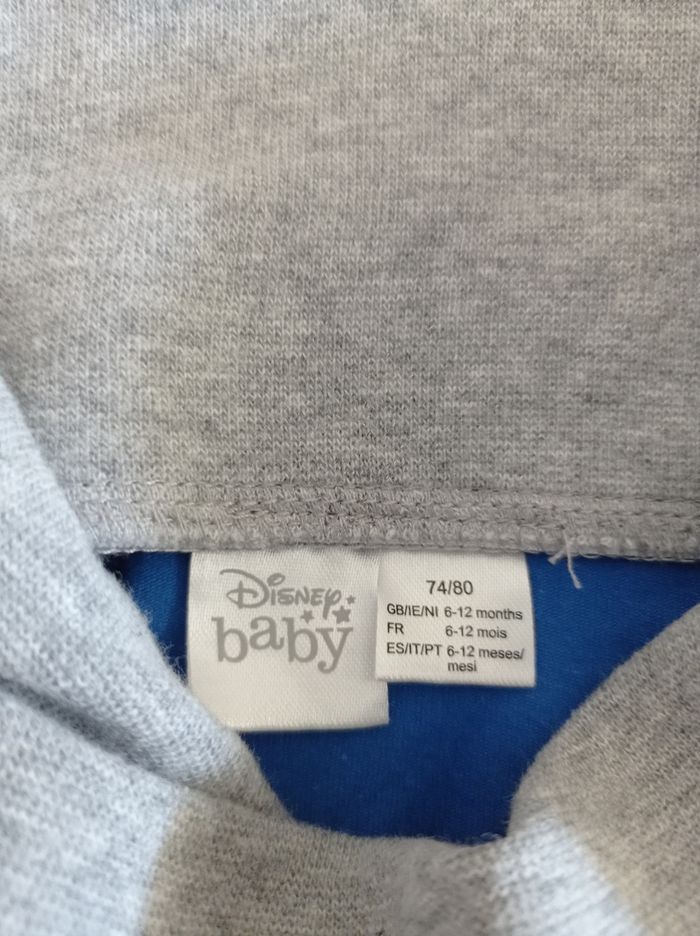 Disney
baby
74/80
GB/IE/NI 6-12 months
FR 6-12 mois
ES/IT/PT 6-12 meses/
mesi